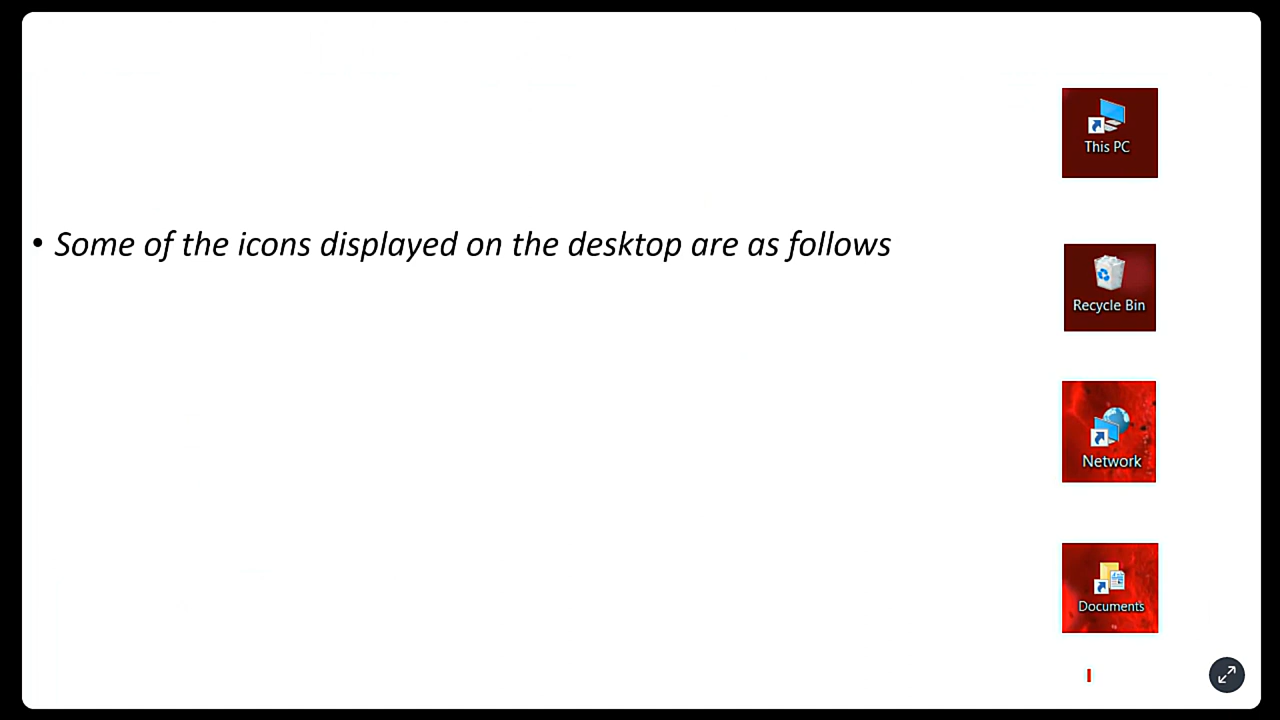 This PC
• Some of the icons displayed on the desktop are as follows
Recycle Bin
Network
Documents